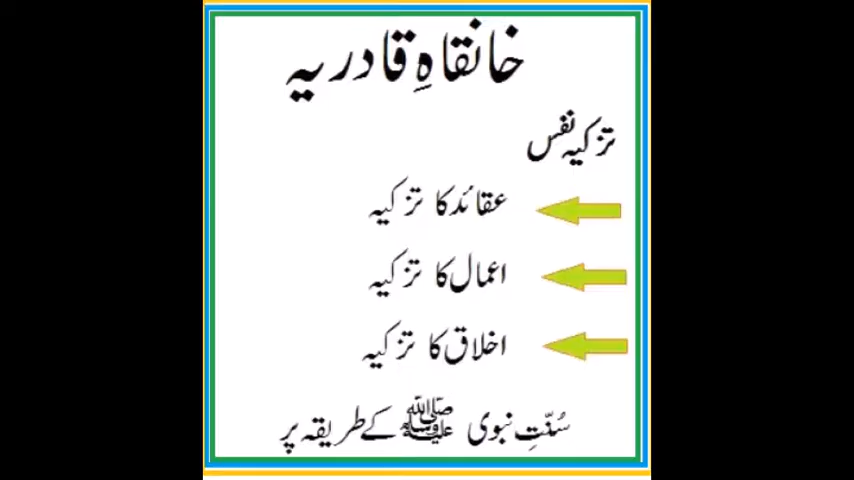 خانقاہِ قادریہ
تزکیہ نفس
عقائد کا تزکیہ
اعمال کا تزکیہ
اخلاق کا تزکیہ
سُنّتِ نبوی ﷺ کے طریقہ پر